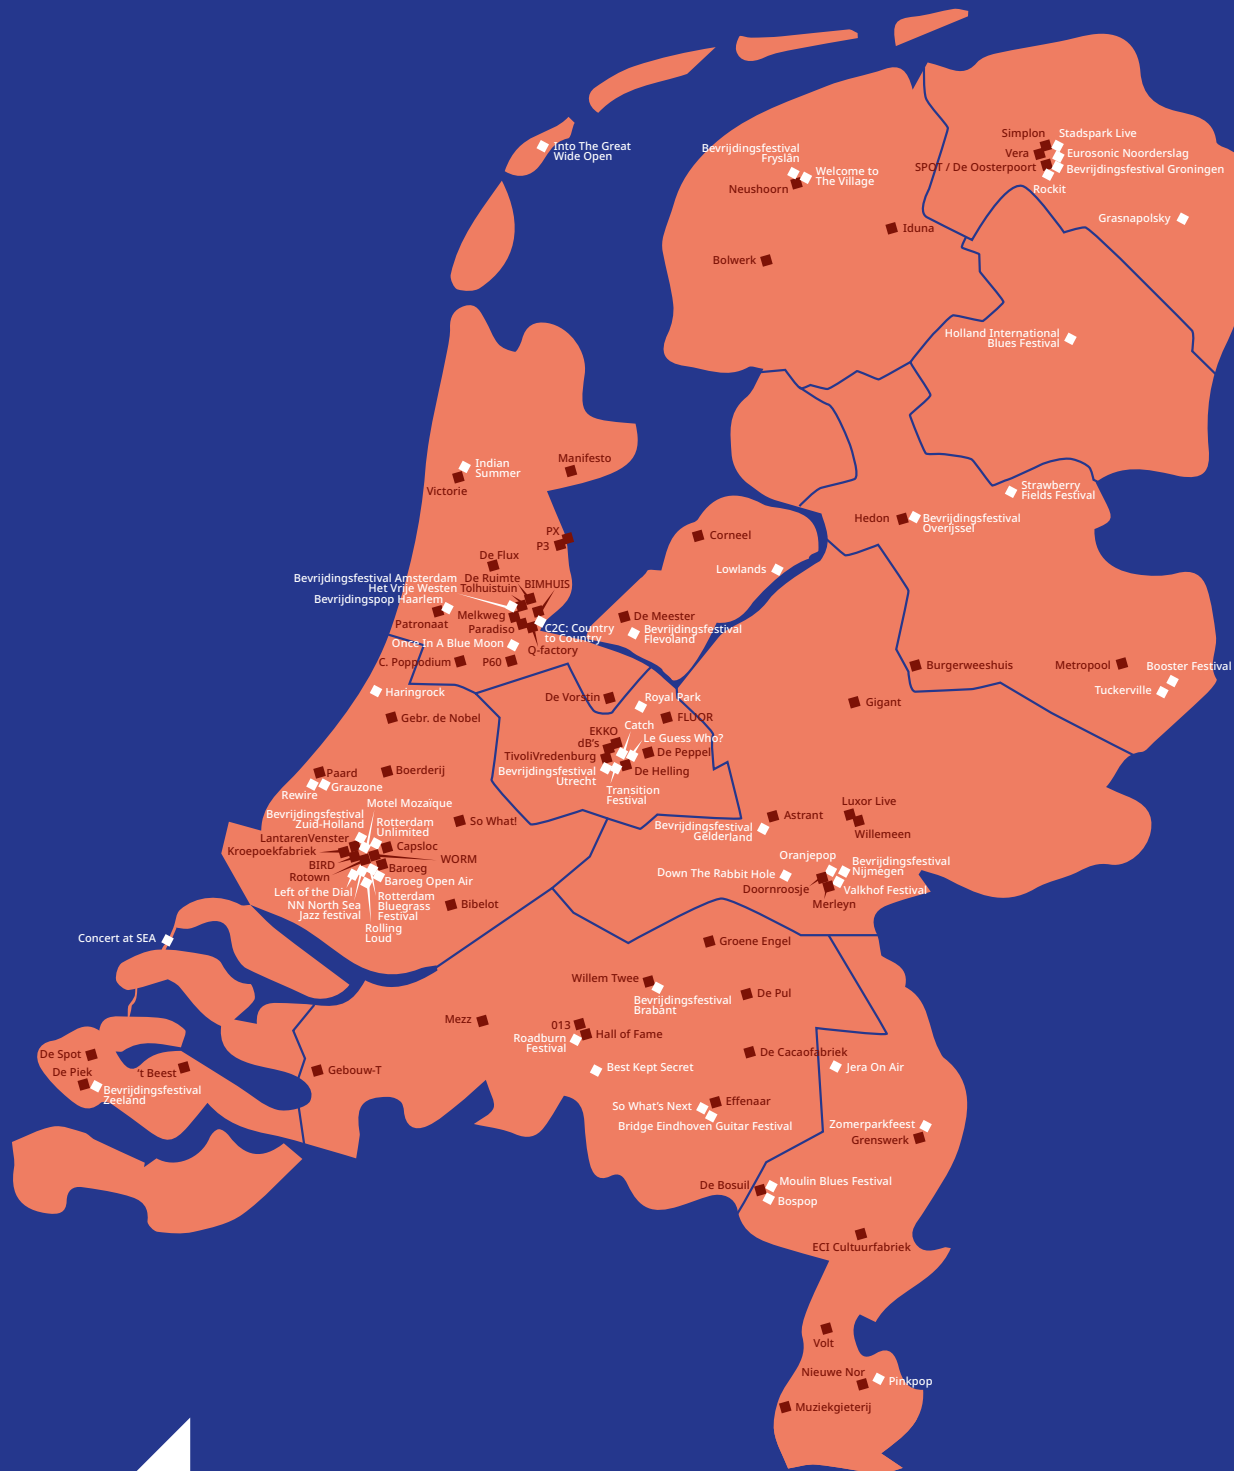 Into The Great
Wide Open
Bevrijdingsfestival
Fryslân
Welcome to
The Village
Neushoorn
Simplon
Stadspark Live
Vera
Eurosonic Noorderslag
SPOT / De Oosterpoort
Bevrijdingsfestival Groningen
Rockit
Grasnapolsky
Iduna
Bolwerk
Holland International
Blues Festival
Indian
Summer
Victorie
Manifesto
Strawberry
Fields Festival
Hedon
Bevrijdingsfestival
Overijssel
PX
P3
Corneel
De Flux
Lowlands
Bevrijdingsfestival Amsterdam
Het Vrije Westen
Bevrijdingspop Haarlem
De Ruimte
Tolhuistuin
BIMHUIS
Patronaat
Melkweg
Paradiso
C2C: Country
to Country
Q-factory
Once In A Blue Moon
De Meester
Bevrijdingsfestival
Flevoland
C. Poppodium
P60
Burgerweeshuis
Metropool
Booster Festival
Tuckerville
Haringrock
De Vorstin
Royal Park
Gigant
Gebr. de Nobel
FLUOR
Catch
EKKO
dB's
Le Guess Who?
TivoliVredenburg
De Peppel
Bevrijdingsfestival
Utrecht
De Helling
Transition
Festival
Paard
Boerderij
Grauzone
Rewire
Motel Mozaïque
Bevrijdingsfestival
Zuid-Holland
Rotterdam
Unlimited
So What!
LantarenVenster
Kroepoekfabriek
Capsloc
WORM
BIRD
Rotown
Baroeg
Baroeg Open Air
Left of the Dial
NN North Sea
Jazz festival
Rotterdam
Bluegrass
Festival
Rolling
Loud
Bibelot
Astrant
Bevrijdingsfestival
Gelderland
Luxor Live
Willemeen
Oranjepop
Bevrijdingsfestival
Nijmegen
Down The Rabbit Hole
Doornroosje
Valkhof Festival
Merleyn
Concert at SEA
Groene Engel
Willem Twee
Bevrijdingsfestival
Brabant
De Pul
Mezz
013
Hall of Fame
Roadburn
Festival
De Spot
De Piek
't Beest
Bevrijdingsfestival
Zeeland
Gebouw-T
Best Kept Secret
De Cacaofabriek
Jera On Air
So What's Next
Effenaar
Bridge Eindhoven Guitar Festival
Zomerparkfeest
Grenswerk
De Bosuil
Moulin Blues Festival
Bospop
ECI Cultuurfabriek
Volt
Nieuwe Nor
Pinkpop
Muziekgieterij